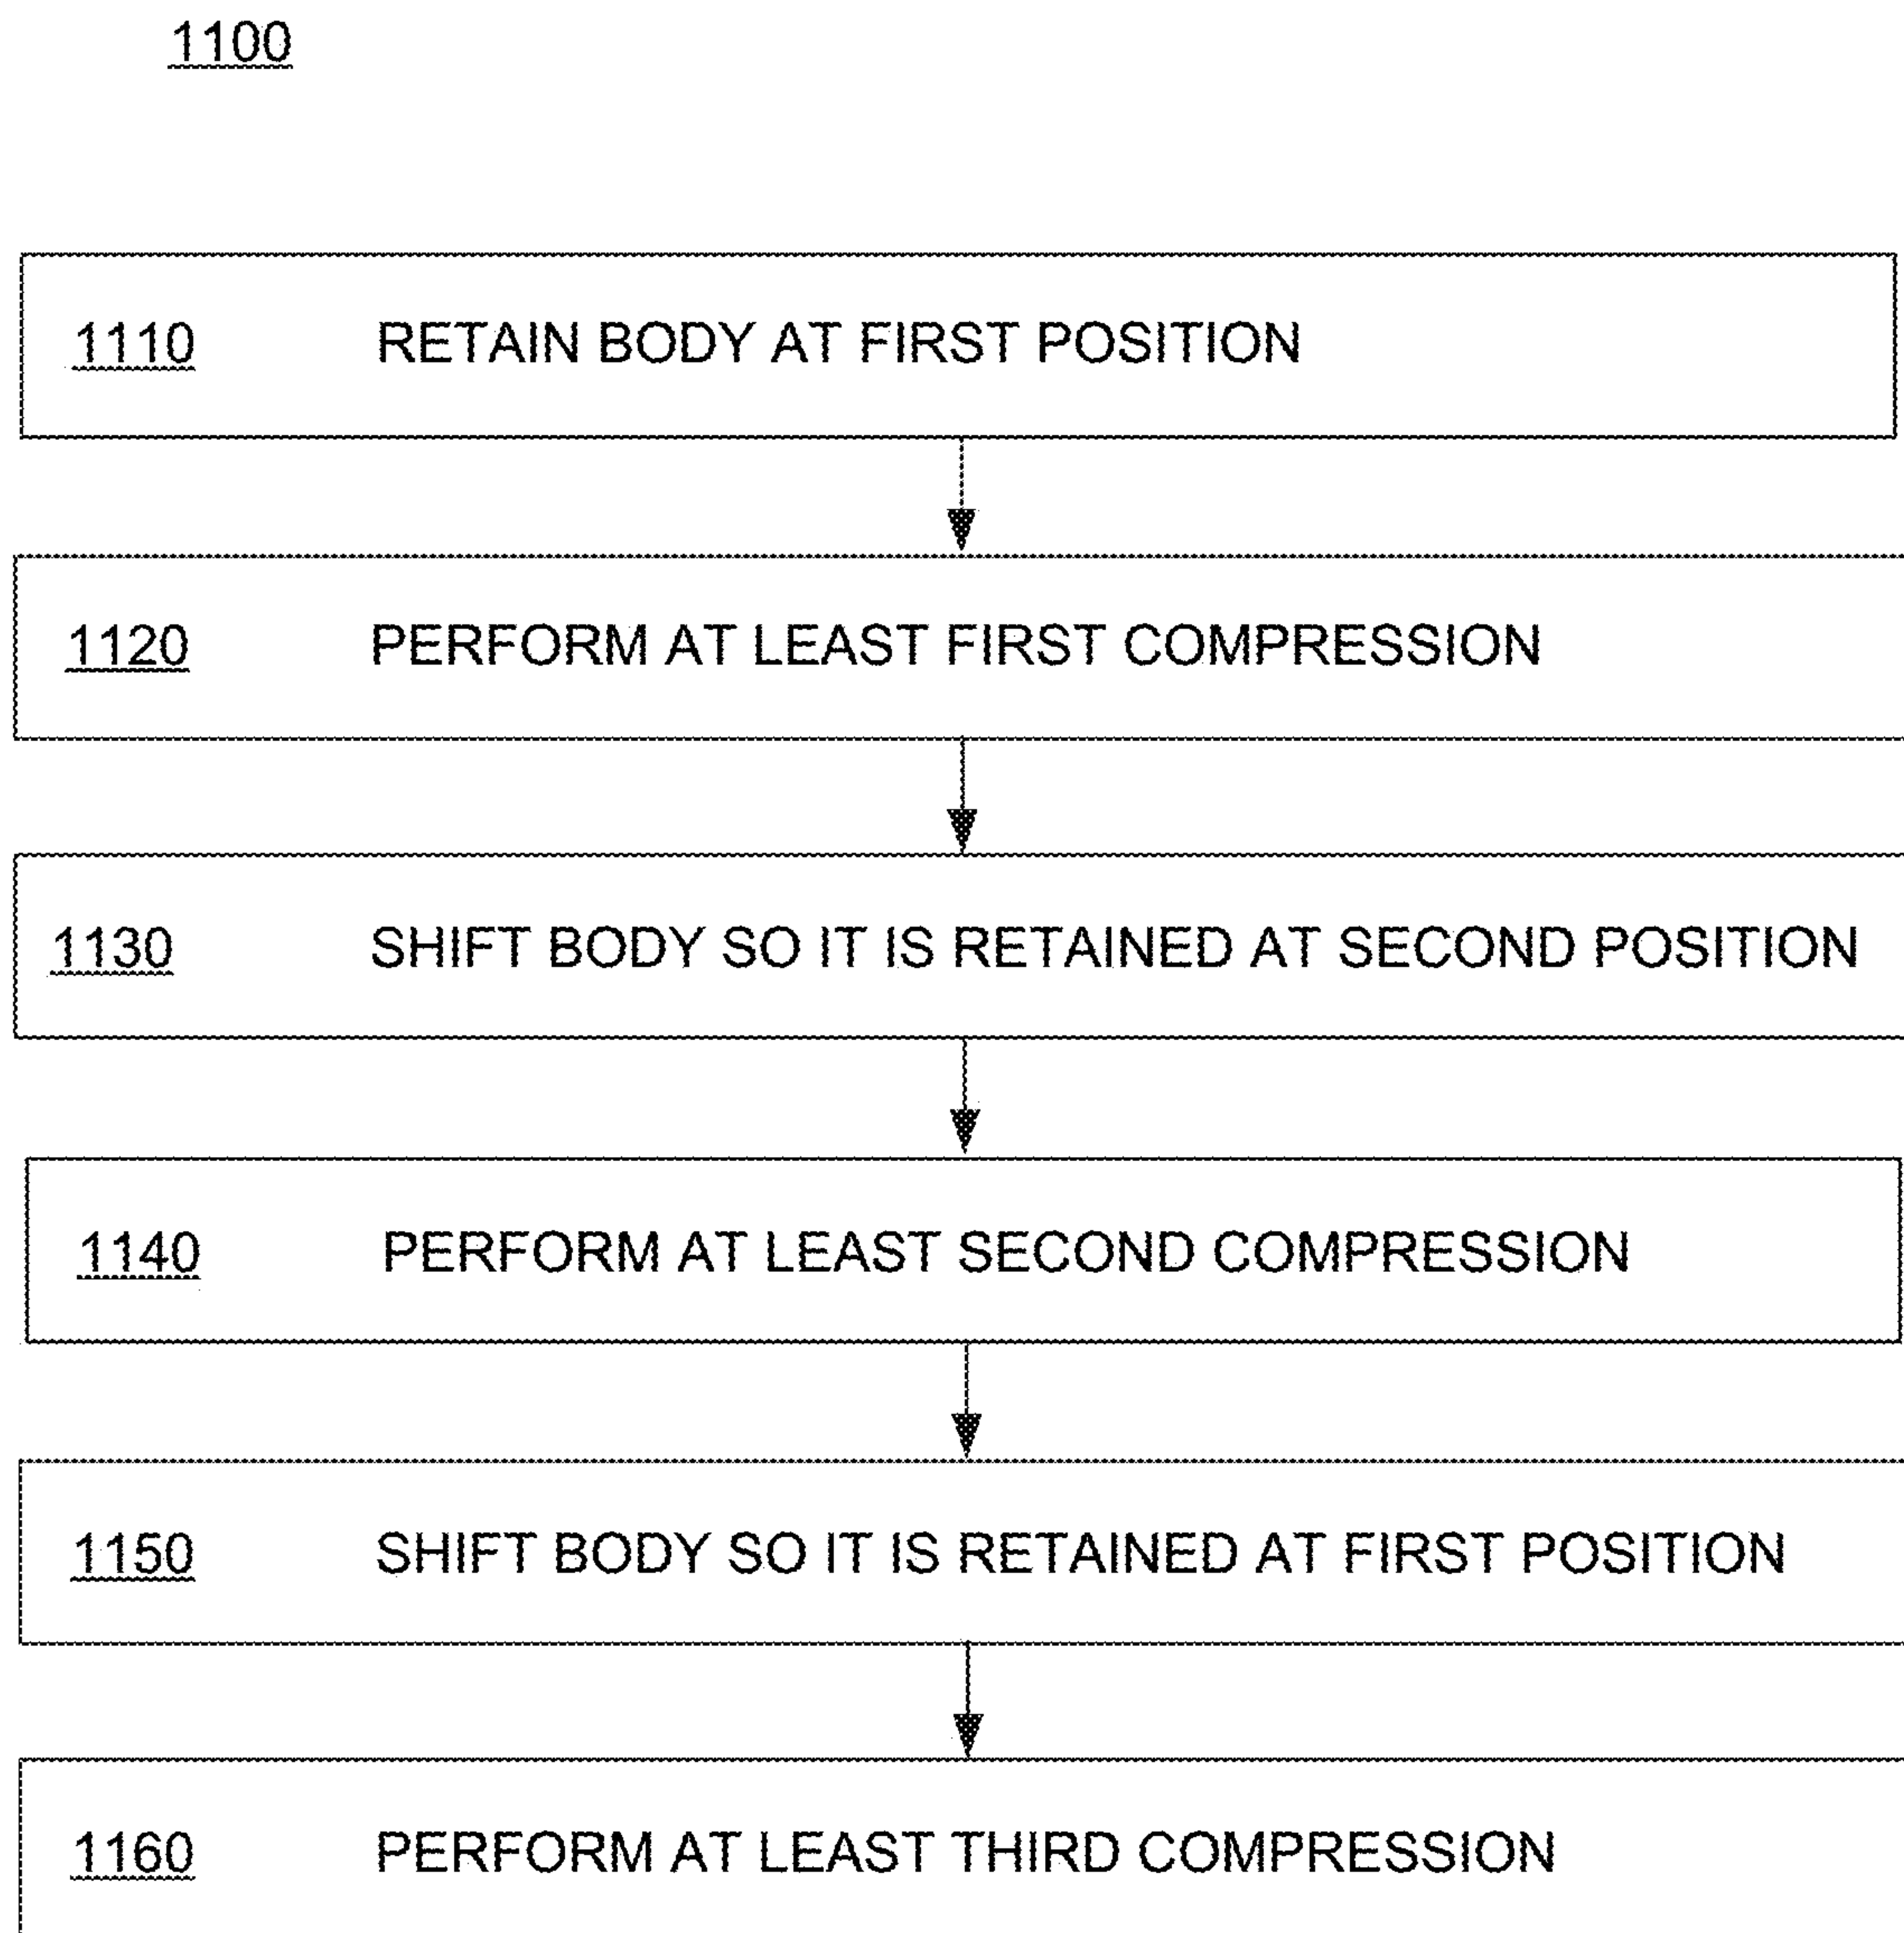 1100
1110 RETAIN BODY AT FIRST POSITION
1120 PERFORM AT LEAST FIRST COMPRESSION
1130 SHIFT BODY SO IT IS RETAINED AT SECOND POSITION
1140 PERFORM AT LEAST SECOND COMPRESSION
1150 SHIFT BODY SO IT IS RETAINED AT FIRST POSITION
1160 PERFORM AT LEAST THIRD COMPRESSION